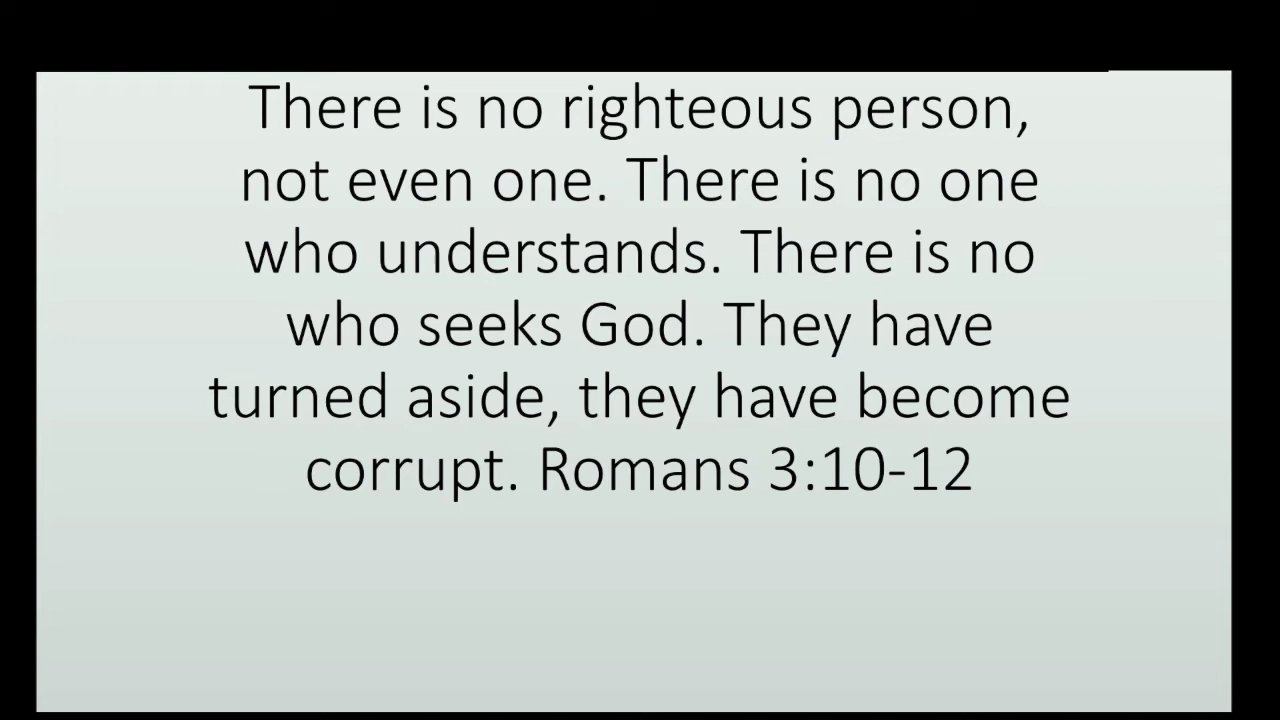 There is no righteous person,
not even one. There is no one
who understands. There is no
who seeks God. They have
turned aside, they have become
corrupt. Romans 3:10-12